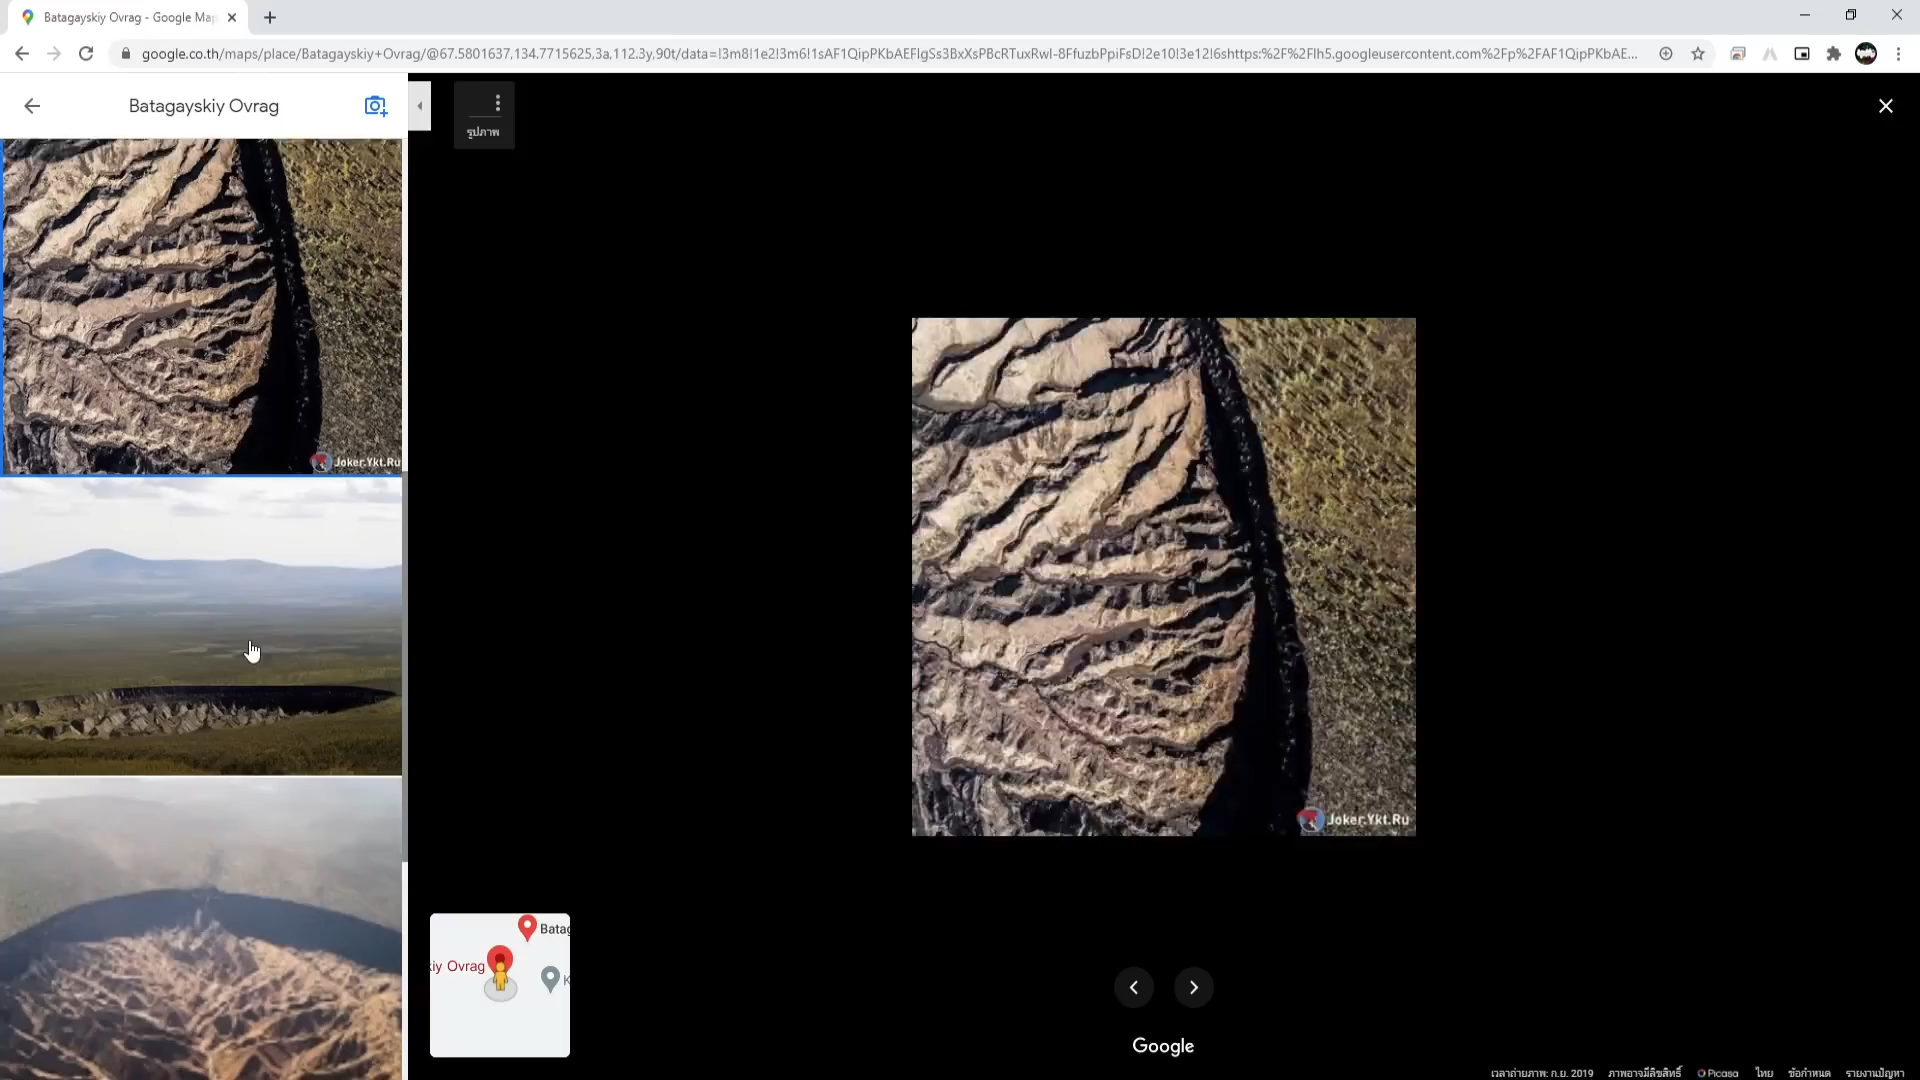 Batagayskiy Ovrag - Google Map
google.co.th/maps/place/Batagayskiy+Ovrag/@67.5801637,134.7715625,3a,112.3y,90t/data=!3m8!1e2!3m6!1sAF1QipPKbAEFlgSs3BxXsPBcRTuxRwl-8FfuzbPpiFsD!2e10!3e12!6shttps:%2F%2Flh5.googleusercontent.com%2Fp%2FAF1QipPKbAE...
Batagayskiy Ovrag
รูปภาพ
Joker.Ykt.Ru
Joker.Ykt.Ru
Batag
kiy Ovrag
K
Google
เวลาถ่ายภาพ: ก.ย. 2019 ภาพอาจมีลิขสิทธิ์ Picasa ไทย ข้อกำหนด รายงานปัญหา